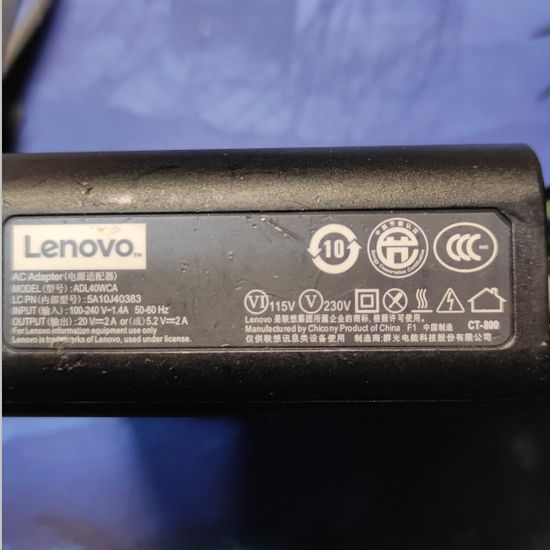 Lenovo™
AC Adapter(电源适配器)
MODEL(型号): ADL40WCA
LC PN(内部型号): 5A10J40383
INPUT(输入): 100-240 V~1.4A 50-60 Hz
OUTPUT(输出): 20 V⎓2 A or (或) 5.2 V⎓2 A
For Lenovo information equipment use only
Lenovo is trademark of Lenovo, used under license.
10
CCC
VI 115V V 230V
Lenovo 是联想集团所属企业的商标, 根据许可使用。
Manufactured by Chicony Product of China F1 中国制造 CT-800
仅供联想讯息类设备使用 制造商: 群光电能科技股份有限公司